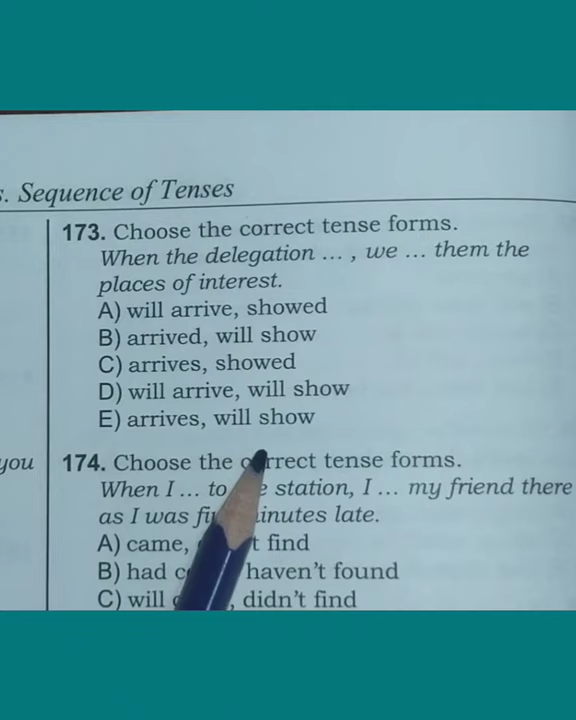 s. Sequence of Tenses
173. Choose the correct tense forms.
When the delegation ... , we ... them the
places of interest.
A) will arrive, showed
B) arrived, will show
C) arrives, showed
D) will arrive, will show
E) arrives, will show
you
174. Choose the correct tense forms.
When I ... to station, I ... my friend there
as I was minutes late.
A) came, find
B) had haven't found
C) will didn't find